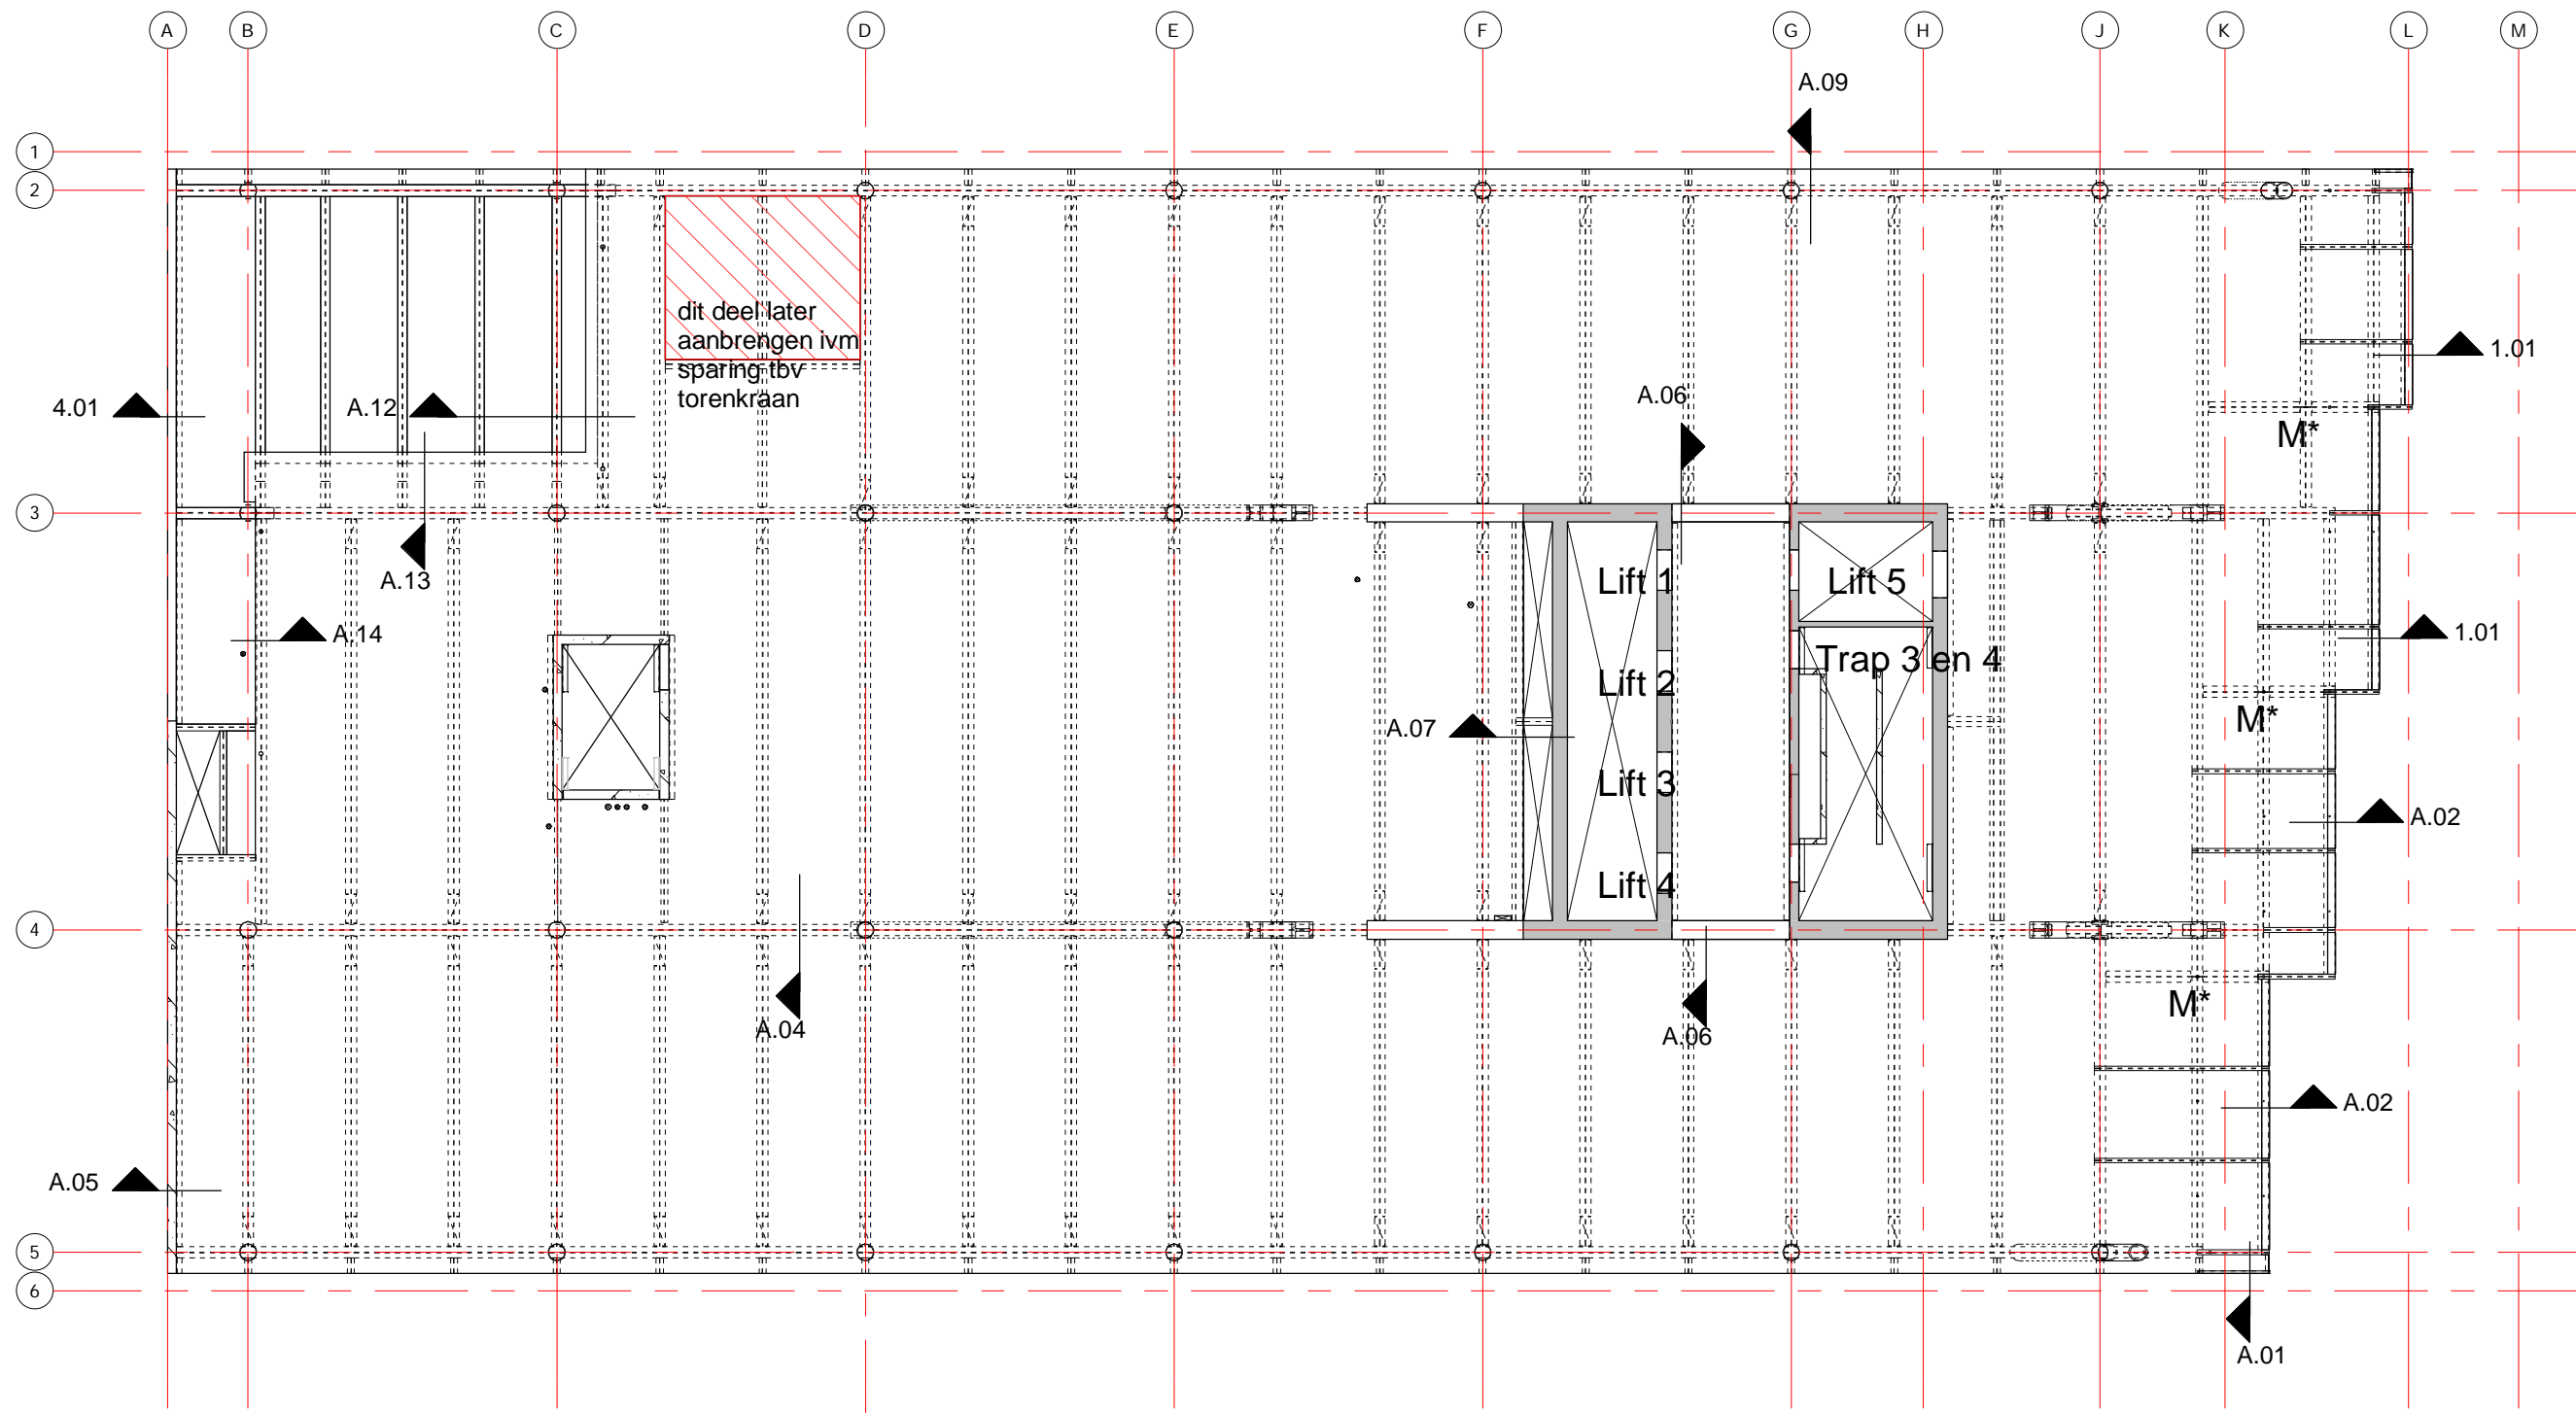 A
B
C
D
E
F
G
H
J
K
L
M
A.09
1
2
dit deel later
aanbrengen ivm
sparing tbv
torenkraan
1.01
4.01
A.12
A.06
M*
3
A.13
Lift 1
Lift 5
A.14
1.01
Trap 3 en 4
Lift 2
M*
A.07
Lift 3
A.02
Lift 4
4
M*
A.04
A.06
A.02
A.05
5
6
A.01